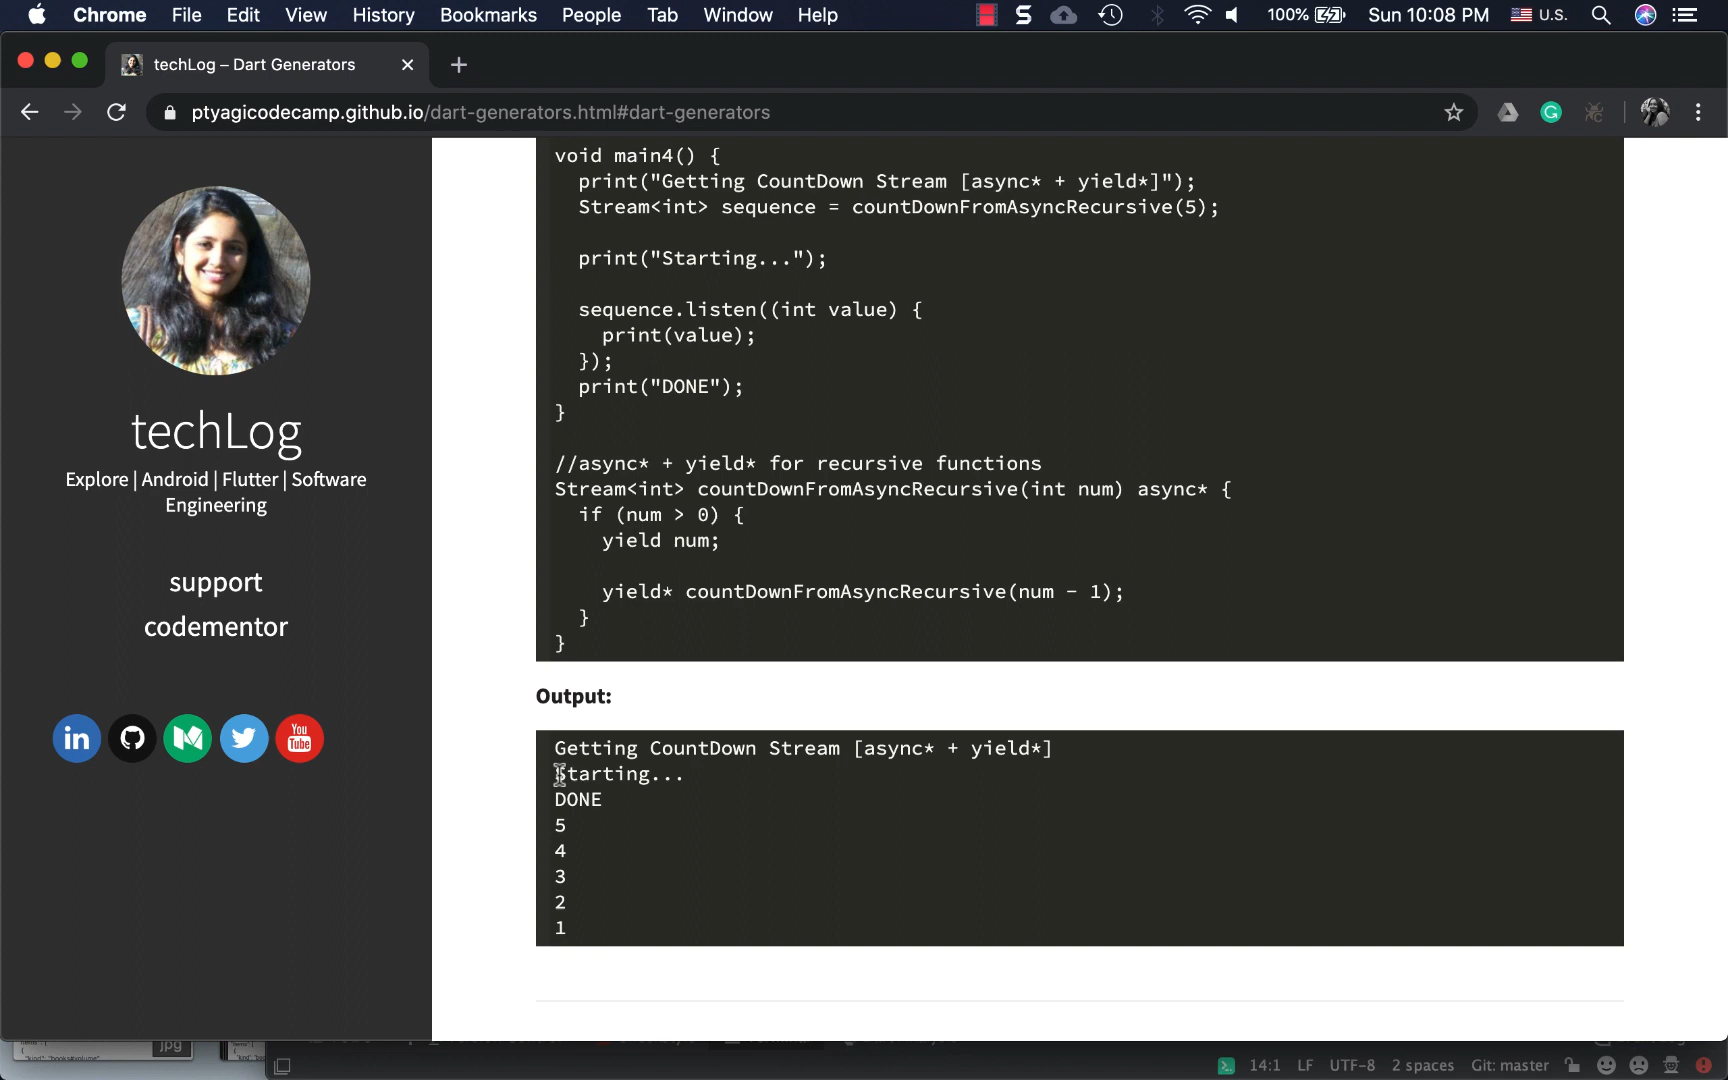 Chrome File Edit View History Bookmarks People Tab Window Help 100% Sun 10:08 PM U.S.
techLog – Dart Generators
ptyagicodecamp.github.io/dart-generators.html#dart-generators
techLog
Explore | Android | Flutter | Software
Engineering
support
codementor
in
You
Tube
void main4() {
print("Getting CountDown Stream [async* + yield*]");
Stream<int> sequence = countDownFromAsyncRecursive(5);
print("Starting...");
sequence.listen((int value) {
print(value);
});
print("DONE");
}
//async* + yield* for recursive functions
Stream<int> countDownFromAsyncRecursive(int num) async* {
if (num > 0) {
yield num;
yield* countDownFromAsyncRecursive(num - 1);
}
}
Output:
Getting CountDown Stream [async* + yield*]
Starting...
DONE
5
4
3
2
1
jpg
14:1 LF UTF-8 2 spaces Git: master